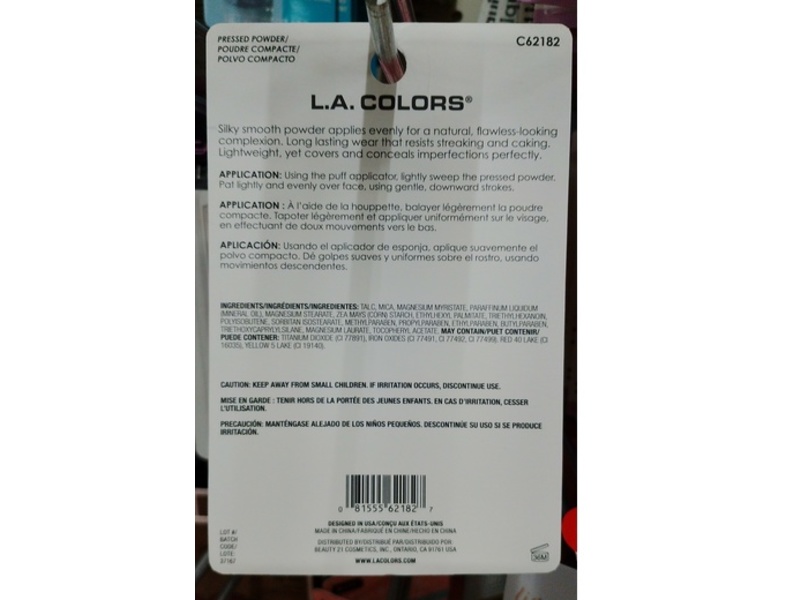 PRESSED POWDER/
POUDRE COMPACTE/
POLVO COMPACTO
C62182
L.A. COLORS®
Silky smooth powder applies evenly for a natural, flawless-looking
complexion. Long lasting wear that resists streaking and caking.
Lightweight, yet covers and conceals imperfections perfectly.
APPLICATION: Using the puff applicator, lightly sweep the pressed powder.
Pat lightly and evenly over face, using gentle, downward strokes.
APPLICATION : À l'aide de la houppette, balayer légèrement la poudre
compacte. Tapoter légèrement et appliquer uniformément sur le visage,
en effectuant de doux mouvements vers le bas.
APLICACIÓN: Usando el aplicador de esponja, aplique suavemente el
polvo compacto. Dé golpes suaves y uniformes sobre el rostro, usando
movimientos descendentes.
INGREDIENTS/INGRÉDIENTS/INGREDIENTES: TALC, MICA, MAGNESIUM MYRISTATE, PARAFFINUM LIQUIDUM
(MINERAL OIL), MAGNESIUM STEARATE, ZEA MAYS (CORN) STARCH, ETHYLHEXYL PALMITATE, TRIETHYLHEXANOIN,
POLYISOBUTENE, SORBITAN ISOSTEARATE, METHYLPARABEN, PROPYLPARABEN, ETHYLPARABEN, BUTYLPARABEN,
TRIETHOXYCAPRYLYLSILANE, MAGNESIUM LAURATE, TOCOPHERYL ACETATE. MAY CONTAIN/PUET CONTENIR/
PUEDE CONTENER: TITANIUM DIOXIDE (CI 77891), IRON OXIDES (CI 77491, CI 77492, CI 77499), RED 40 LAKE (CI
16035), YELLOW 5 LAKE (CI 19140).
CAUTION: KEEP AWAY FROM SMALL CHILDREN. IF IRRITATION OCCURS, DISCONTINUE USE.
MISE EN GARDE : TENIR HORS DE LA PORTÉE DES JEUNES ENFANTS. EN CAS D'IRRITATION, CESSER
L'UTILISATION.
PRECAUCIÓN: MANTÉNGASE ALEJADO DE LOS NIÑOS PEQUEÑOS. DESCONTINÚE SU USO SI SE PRODUCE
IRRITACIÓN.
0 81555 62182 7
DESIGNED IN USA/CONÇU AUX ÉTATS-UNIS
MADE IN CHINA/FABRIQUÉ EN CHINE/HECHO EN CHINA
DISTRIBUTED BY/DISTRIBUÉ PAR/DISTRIBUIDO POR:
BEAUTY 21 COSMETICS, INC., ONTARIO, CA 91761 USA
WWW.LACOLORS.COM
LOT #/
BATCH
CODE/
LOTE: